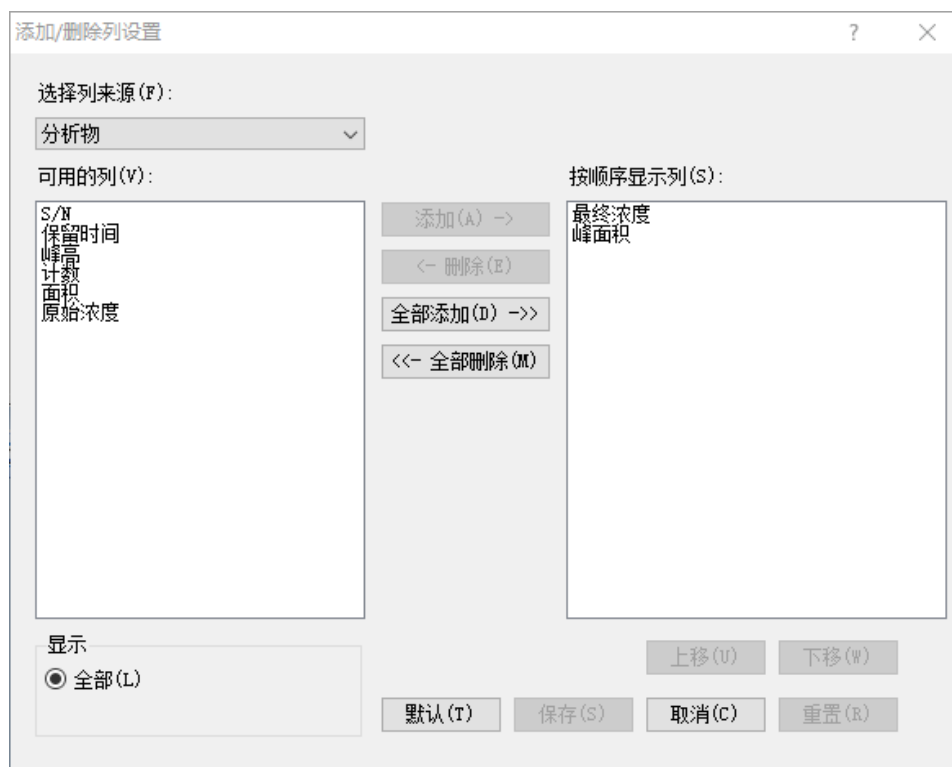 添加/删除列设置
?
选择列来源(F):
分析物
可用的列(V):
按顺序显示列(S):
S/N
保留时间
峰高
计数
面积
原始浓度
添加(A) ->
<- 删除(E)
全部添加(D) ->>
<<- 全部删除(M)
最终浓度
峰面积
显示
全部(L)
上移(U)
下移(W)
默认(T)
保存(S)
取消(C)
重置(R)